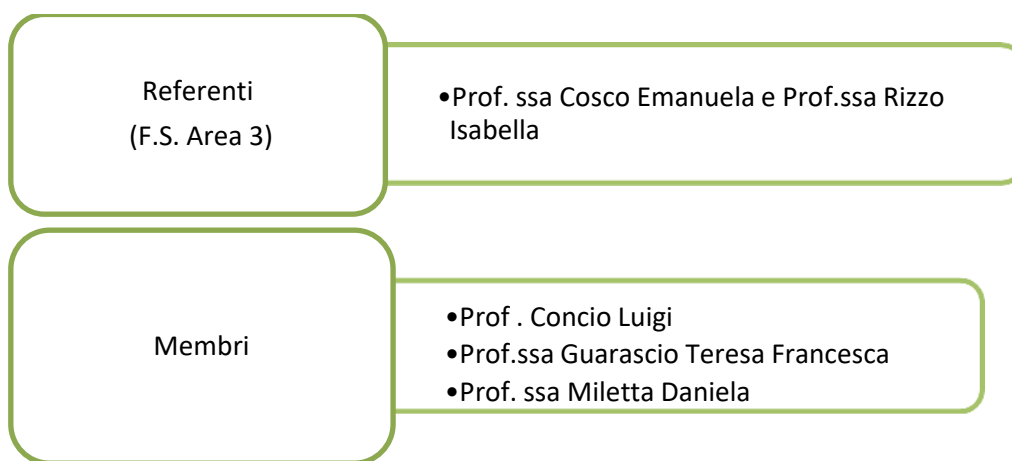 Referenti
(F.S. Area 3)
•Prof. ssa Cosco Emanuela e Prof.ssa Rizzo
Isabella
Membri
•Prof . Concio Luigi
•Prof.ssa Guarascio Teresa Francesca
•Prof. ssa Miletta Daniela